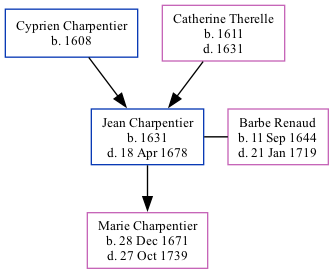 Cyprien Charpentier
b. 1608
Catherine Therelle
b. 1611
d. 1631
Jean Charpentier
b. 1631
d. 18 Apr 1678
Barbe Renaud
b. 11 Sep 1644
d. 21 Jan 1719
Marie Charpentier
b. 28 Dec 1671
d. 27 Oct 1739